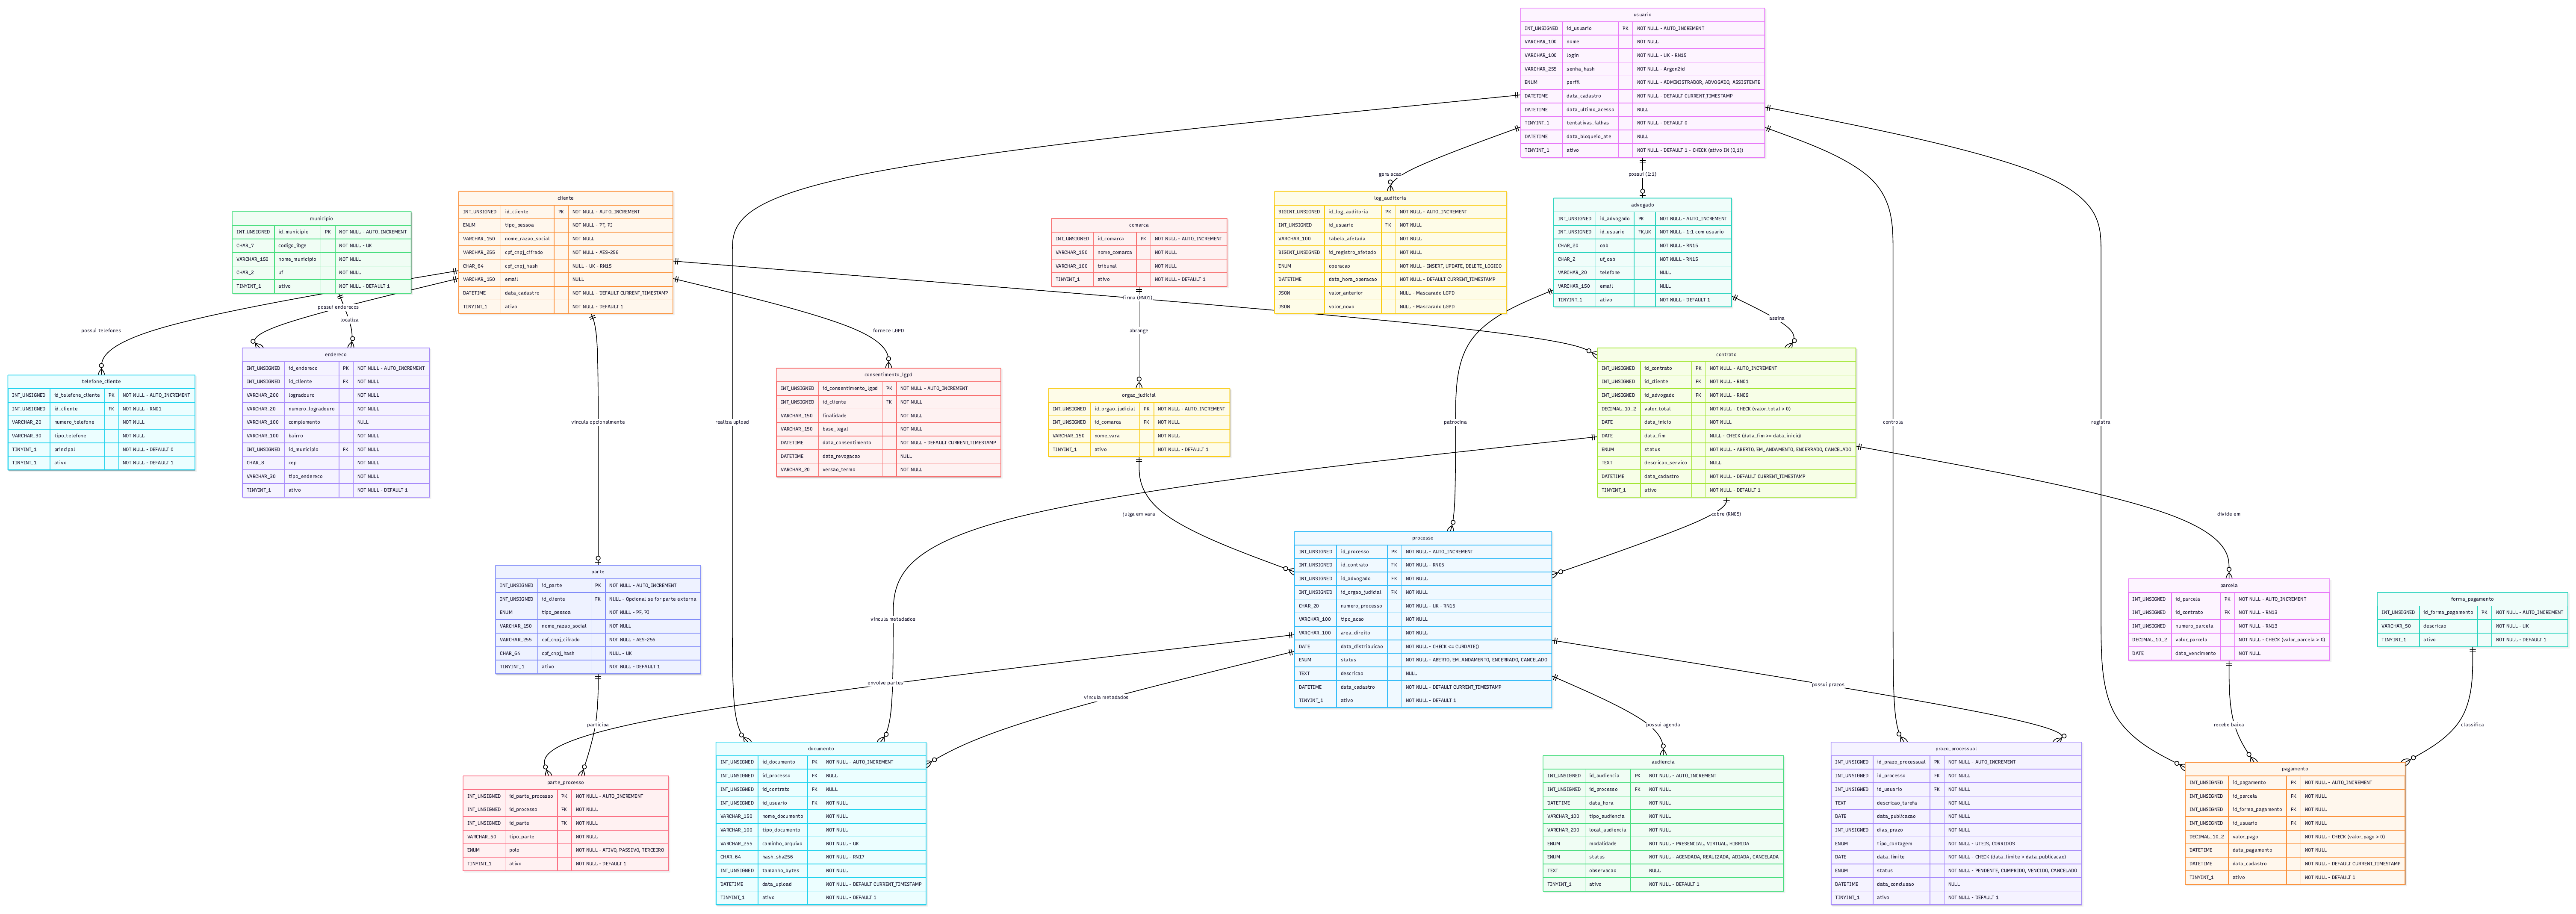 usuario
INT_UNSIGNED id_usuario PK NOT NULL - AUTO_INCREMENT
VARCHAR_100 nome NOT NULL
VARCHAR_100 login NOT NULL - UK - RN15
VARCHAR_255 senha_hash NOT NULL - Argon2id
ENUM perfil NOT NULL - ADMINISTRADOR, ADVOGADO, ASSISTENTE
DATETIME data_cadastro NOT NULL - DEFAULT CURRENT_TIMESTAMP
DATETIME data_ultimo_acesso NULL
TINYINT_1 tentativas_falhas NOT NULL - DEFAULT 0
DATETIME data_bloqueio_ate NULL
TINYINT_1 ativo NOT NULL - DEFAULT 1 - CHECK (ativo IN (0,1))
gera acao
possui (1:1)
municipio
INT_UNSIGNED id_municipio PK NOT NULL - AUTO_INCREMENT
CHAR_7 codigo_ibge NOT NULL - UK
VARCHAR_150 nome_municipio NOT NULL
CHAR_2 uf NOT NULL
TINYINT_1 ativo NOT NULL - DEFAULT 1
cliente
INT_UNSIGNED id_cliente PK NOT NULL - AUTO_INCREMENT
ENUM tipo_pessoa NOT NULL - PF, PJ
VARCHAR_150 nome_razao_social NOT NULL
VARCHAR_255 cpf_cnpj_cifrado NOT NULL - AES-256
CHAR_64 cpf_cnpj_hash NULL - UK - RN15
VARCHAR_150 email NULL
DATETIME data_cadastro NOT NULL - DEFAULT CURRENT_TIMESTAMP
TINYINT_1 ativo NOT NULL - DEFAULT 1
comarca
INT_UNSIGNED id_comarca PK NOT NULL - AUTO_INCREMENT
VARCHAR_150 nome_comarca NOT NULL
VARCHAR_100 tribunal NOT NULL
TINYINT_1 ativo NOT NULL - DEFAULT 1
log_auditoria
BIGINT_UNSIGNED id_log_auditoria PK NOT NULL - AUTO_INCREMENT
INT_UNSIGNED id_usuario FK NOT NULL
VARCHAR_100 tabela_afetada NOT NULL
BIGINT_UNSIGNED id_registro_afetado NOT NULL
ENUM operacao NOT NULL - INSERT, UPDATE, DELETE_LOGICO
DATETIME data_hora_operacao NOT NULL - DEFAULT CURRENT_TIMESTAMP
JSON valor_anterior NULL - Mascarado LGPD
JSON valor_novo NULL - Mascarado LGPD
advogado
INT_UNSIGNED id_advogado PK NOT NULL - AUTO_INCREMENT
INT_UNSIGNED id_usuario FK,UK NOT NULL - 1:1 com usuario
CHAR_20 oab NOT NULL - RN15
CHAR_2 uf_oab NOT NULL - RN15
VARCHAR_20 telefone NULL
VARCHAR_150 email NULL
TINYINT_1 ativo NOT NULL - DEFAULT 1
possui telefones
possui enderecos
localiza
fornece LGPD
firma (RN05)
abrange
assina
telefone_cliente
INT_UNSIGNED id_telefone_cliente PK NOT NULL - AUTO_INCREMENT
INT_UNSIGNED id_cliente FK NOT NULL - RN01
VARCHAR_20 numero_telefone NOT NULL
VARCHAR_30 tipo_telefone NOT NULL
TINYINT_1 principal NOT NULL - DEFAULT 0
TINYINT_1 ativo NOT NULL - DEFAULT 1
endereco
INT_UNSIGNED id_endereco PK NOT NULL - AUTO_INCREMENT
INT_UNSIGNED id_cliente FK NOT NULL
VARCHAR_200 logradouro NOT NULL
VARCHAR_20 numero_logradouro NOT NULL
VARCHAR_100 complemento NULL
VARCHAR_100 bairro NOT NULL
INT_UNSIGNED id_municipio FK NOT NULL
CHAR_8 cep NOT NULL
VARCHAR_30 tipo_endereco NOT NULL
TINYINT_1 ativo NOT NULL - DEFAULT 1
vincula opcionalmente
realiza upload
consentimento_lgpd
INT_UNSIGNED id_consentimento_lgpd PK NOT NULL - AUTO_INCREMENT
INT_UNSIGNED id_cliente FK NOT NULL
VARCHAR_150 finalidade NOT NULL
VARCHAR_150 base_legal NOT NULL
DATETIME data_consentimento NOT NULL - DEFAULT CURRENT_TIMESTAMP
DATETIME data_revogacao NULL
VARCHAR_20 versao_termo NOT NULL
orgao_judicial
INT_UNSIGNED id_orgao_judicial PK NOT NULL - AUTO_INCREMENT
INT_UNSIGNED id_comarca FK NOT NULL
VARCHAR_150 nome_vara NOT NULL
TINYINT_1 ativo NOT NULL - DEFAULT 1
patrocina
contrato
INT_UNSIGNED id_contrato PK NOT NULL - AUTO_INCREMENT
INT_UNSIGNED id_cliente FK NOT NULL - RN01
INT_UNSIGNED id_advogado FK NOT NULL - RN09
DECIMAL_10_2 valor_total NOT NULL - CHECK (valor_total > 0)
DATE data_inicio NOT NULL
DATE data_fim NULL - CHECK (data_fim >= data_inicio)
ENUM status NOT NULL - ABERTO, EM_ANDAMENTO, ENCERRADO, CANCELADO
TEXT descricao_servico NULL
DATETIME data_cadastro NOT NULL - DEFAULT CURRENT_TIMESTAMP
TINYINT_1 ativo NOT NULL - DEFAULT 1
controla
registra
julga em vara
cobre (RN05)
divide em
parte
INT_UNSIGNED id_parte PK NOT NULL - AUTO_INCREMENT
INT_UNSIGNED id_cliente FK NULL - Opcional se for parte externa
ENUM tipo_pessoa NOT NULL - PF, PJ
VARCHAR_150 nome_razao_social NOT NULL
VARCHAR_255 cpf_cnpj_cifrado NOT NULL - AES-256
CHAR_64 cpf_cnpj_hash NULL - UK
TINYINT_1 ativo NOT NULL - DEFAULT 1
vincula metadados
processo
INT_UNSIGNED id_processo PK NOT NULL - AUTO_INCREMENT
INT_UNSIGNED id_contrato FK NOT NULL - RN05
INT_UNSIGNED id_advogado FK NOT NULL
INT_UNSIGNED id_orgao_judicial FK NOT NULL
CHAR_20 numero_processo NOT NULL - UK - RN15
VARCHAR_100 tipo_acao NOT NULL
VARCHAR_100 area_direito NOT NULL
DATE data_distribuicao NOT NULL - CHECK <= CURDATE()
ENUM status NOT NULL - ABERTO, EM_ANDAMENTO, ENCERRADO, CANCELADO
TEXT descricao NULL
DATETIME data_cadastro NOT NULL - DEFAULT CURRENT_TIMESTAMP
TINYINT_1 ativo NOT NULL - DEFAULT 1
parcela
INT_UNSIGNED id_parcela PK NOT NULL - AUTO_INCREMENT
INT_UNSIGNED id_contrato FK NOT NULL - RN13
INT_UNSIGNED numero_parcela NOT NULL - RN13
DECIMAL_10_2 valor_parcela NOT NULL - CHECK (valor_parcela > 0)
DATE data_vencimento NOT NULL
forma_pagamento
INT_UNSIGNED id_forma_pagamento PK NOT NULL - AUTO_INCREMENT
VARCHAR_50 descricao NOT NULL - UK
TINYINT_1 ativo NOT NULL - DEFAULT 1
envolve partes
vincula metadados
possui prazos
participa
possui agenda
recebe baixa
classifica
parte_processo
INT_UNSIGNED id_parte_processo PK NOT NULL - AUTO_INCREMENT
INT_UNSIGNED id_processo FK NOT NULL
INT_UNSIGNED id_parte FK NOT NULL
VARCHAR_50 tipo_parte NOT NULL
ENUM polo NOT NULL - ATIVO, PASSIVO, TERCEIRO
TINYINT_1 ativo NOT NULL - DEFAULT 1
documento
INT_UNSIGNED id_documento PK NOT NULL - AUTO_INCREMENT
INT_UNSIGNED id_processo FK NULL
INT_UNSIGNED id_contrato FK NULL
INT_UNSIGNED id_usuario FK NOT NULL
VARCHAR_150 nome_documento NOT NULL
VARCHAR_100 tipo_documento NOT NULL
VARCHAR_255 caminho_arquivo NOT NULL - UK
CHAR_64 hash_sha256 NOT NULL - RN17
INT_UNSIGNED tamanho_bytes NOT NULL
DATETIME data_upload NOT NULL - DEFAULT CURRENT_TIMESTAMP
TINYINT_1 ativo NOT NULL - DEFAULT 1
audiencia
INT_UNSIGNED id_audiencia PK NOT NULL - AUTO_INCREMENT
INT_UNSIGNED id_processo FK NOT NULL
DATETIME data_hora NOT NULL
VARCHAR_100 tipo_audiencia NOT NULL
VARCHAR_200 local_audiencia NOT NULL
ENUM modalidade NOT NULL - PRESENCIAL, VIRTUAL, HIBRIDA
ENUM status NOT NULL - AGENDADA, REALIZADA, ADIADA, CANCELADA
TEXT observacao NULL
TINYINT_1 ativo NOT NULL - DEFAULT 1
prazo_processual
INT_UNSIGNED id_prazo_processual PK NOT NULL - AUTO_INCREMENT
INT_UNSIGNED id_processo FK NOT NULL
INT_UNSIGNED id_usuario FK NOT NULL
TEXT descricao_tarefa NOT NULL
DATE data_publicacao NOT NULL
INT_UNSIGNED dias_prazo NOT NULL
ENUM tipo_contagem NOT NULL - UTEIS, CORRIDOS
DATE data_limite NOT NULL - CHECK (data_limite > data_publicacao)
ENUM status NOT NULL - PENDENTE, CUMPRIDO, VENCIDO, CANCELADO
DATETIME data_conclusao NULL
TINYINT_1 ativo NOT NULL - DEFAULT 1
pagamento
INT_UNSIGNED id_pagamento PK NOT NULL - AUTO_INCREMENT
INT_UNSIGNED id_parcela FK NOT NULL
INT_UNSIGNED id_forma_pagamento FK NOT NULL
INT_UNSIGNED id_usuario FK NOT NULL
DECIMAL_10_2 valor_pago NOT NULL - CHECK (valor_pago > 0)
DATETIME data_pagamento NOT NULL
DATETIME data_cadastro NOT NULL - DEFAULT CURRENT_TIMESTAMP
TINYINT_1 ativo NOT NULL - DEFAULT 1